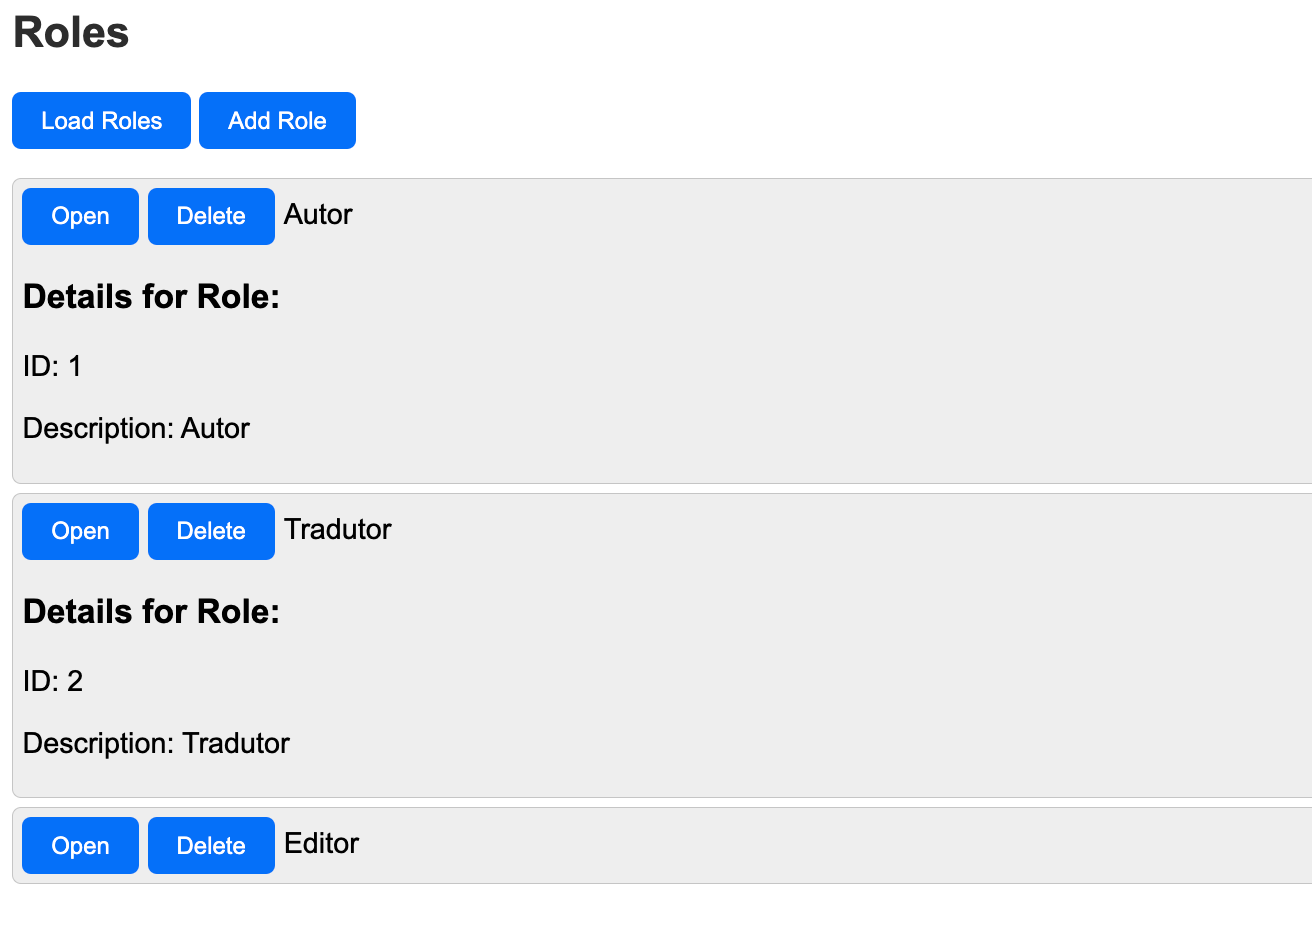 Roles
Load Roles Add Role
Open Delete Autor
Details for Role:
ID: 1
Description: Autor
Open Delete Tradutor
Details for Role:
ID: 2
Description: Tradutor
Open Delete Editor